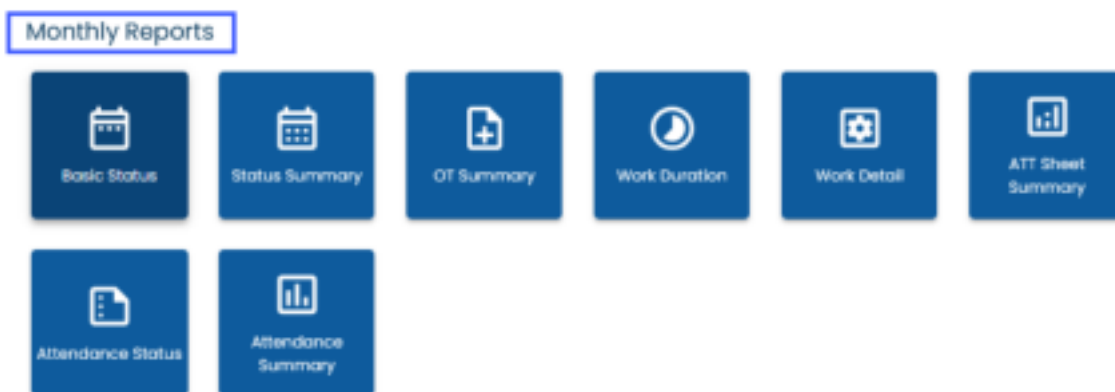 Monthly Reports
Basic Status
Status Summary
OT Summary
Work Duration
Work Detail
ATT Sheet
Summary
Attendance Status
Attendance
Summary